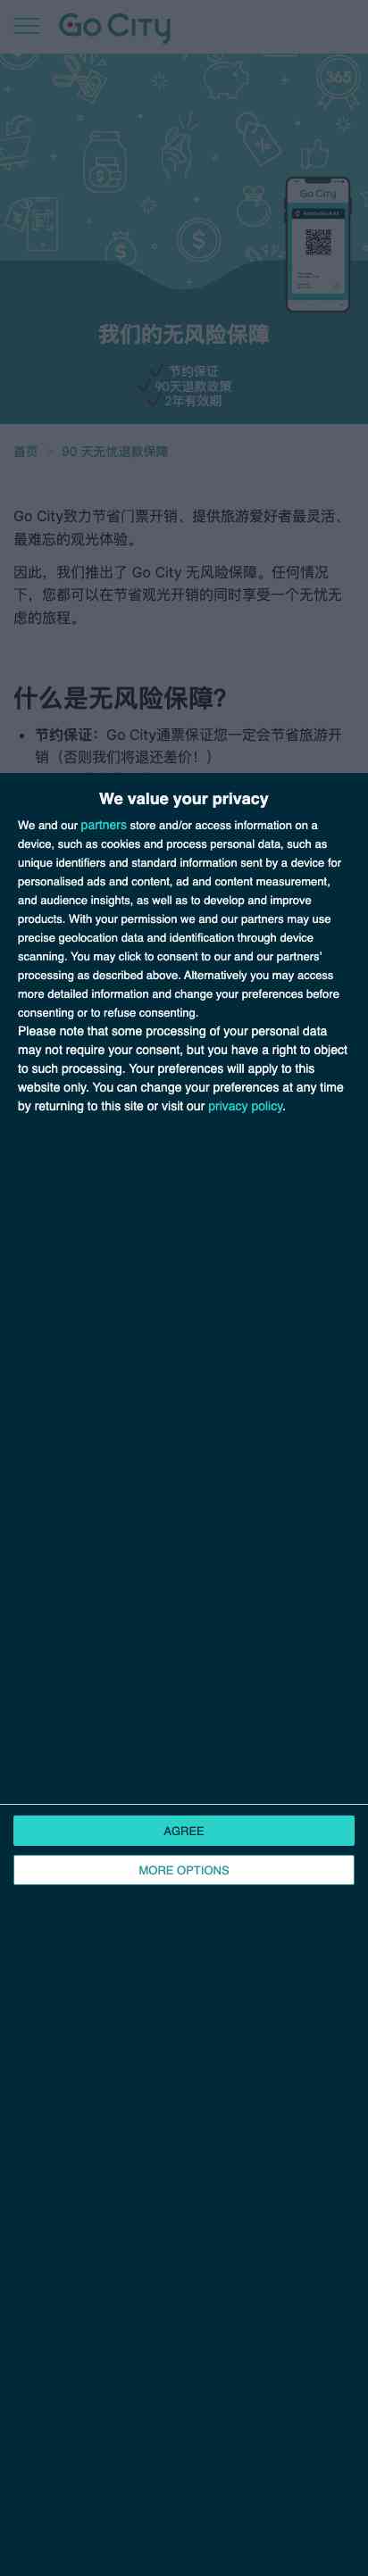 Go City
365
Go City
我们的无风险保障
节约保证
90天退款政策
2年有效期
首页 > 90 天无忧退款保障
Go City致力节省门票开销、提供旅游爱好者最灵活、
最难忘的观光体验。
因此，我们推出了 Go City 无风险保障。任何情况
下，您都可以在节省观光开销的同时享受一个无忧无
虑的旅程。
什么是无风险保障?
• 节约保证：Go City通票保证您一定会节省旅游开
销（否则我们将退还差价！）
We value your privacy
We and our partners store and/or access information on a
device, such as cookies and process personal data, such as
unique identifiers and standard information sent by a device for
personalised ads and content, ad and content measurement,
and audience insights, as well as to develop and improve
products. With your permission we and our partners may use
precise geolocation data and identification through device
scanning. You may click to consent to our and our partners'
processing as described above. Alternatively you may access
more detailed information and change your preferences before
consenting or to refuse consenting.
Please note that some processing of your personal data
may not require your consent, but you have a right to object
to such processing. Your preferences will apply to this
website only. You can change your preferences at any time
by returning to this site or visit our privacy policy.
AGREE
MORE OPTIONS